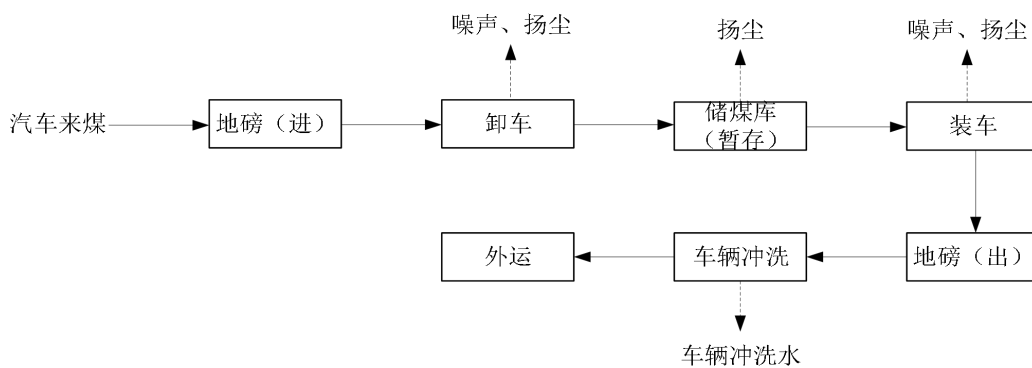 噪声、扬尘
扬尘
噪声、扬尘
汽车来煤
地磅（进）
卸车
储煤库
（暂存）
装车
外运
车辆冲洗
地磅（出）
车辆冲洗水